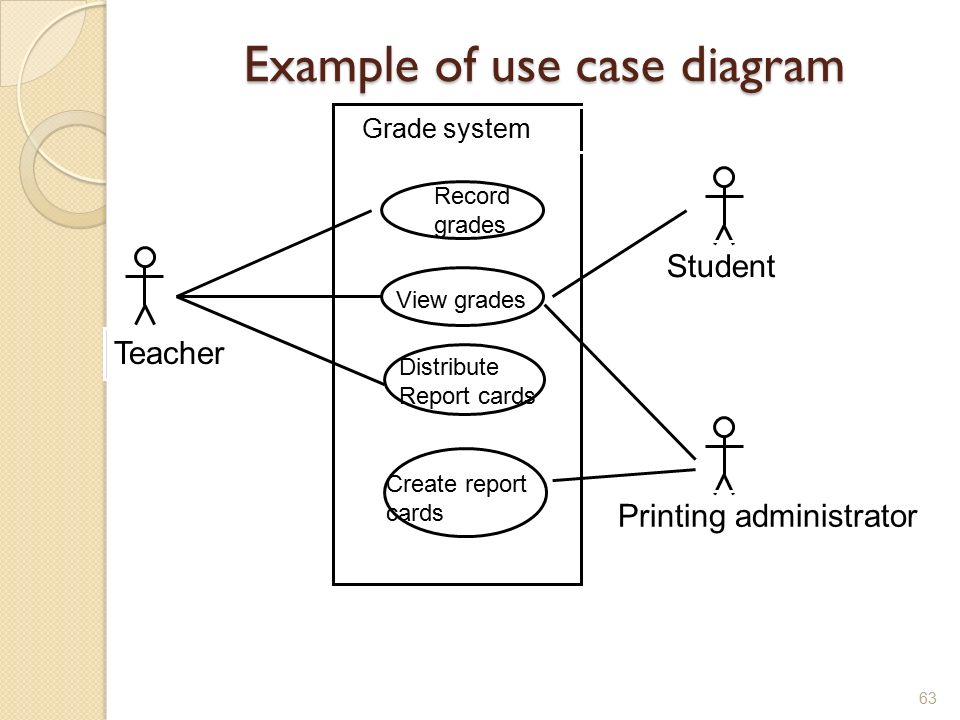 Example of use case diagram
Grade system
Record
grades
View grades
Distribute
Report cards
Create report
cards
Teacher
Student
Printing administrator
63